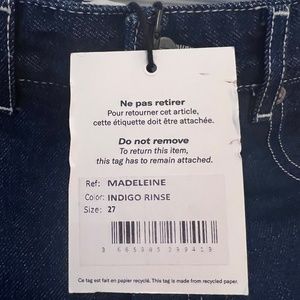 Ne pas retirer
Pour retourner cet article,
cette étiquette doit être attachée.
Do not remove
To return this item,
this tag has to remain attached.
Ref: MADELEINE
Color: INDIGO RINSE
Size: 27
Ce tag est fait en papier recyclé. This tag is made from recycled paper.